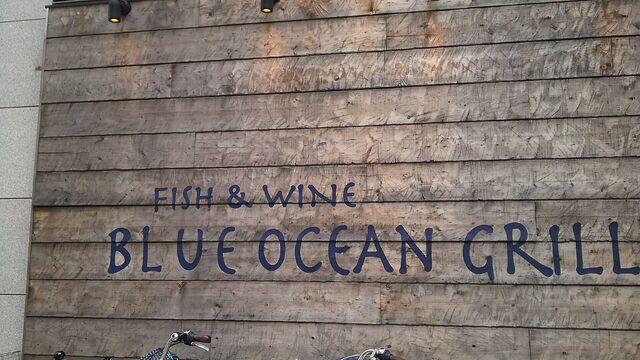 FISH & WINE
BLUE OCEAN GRILL